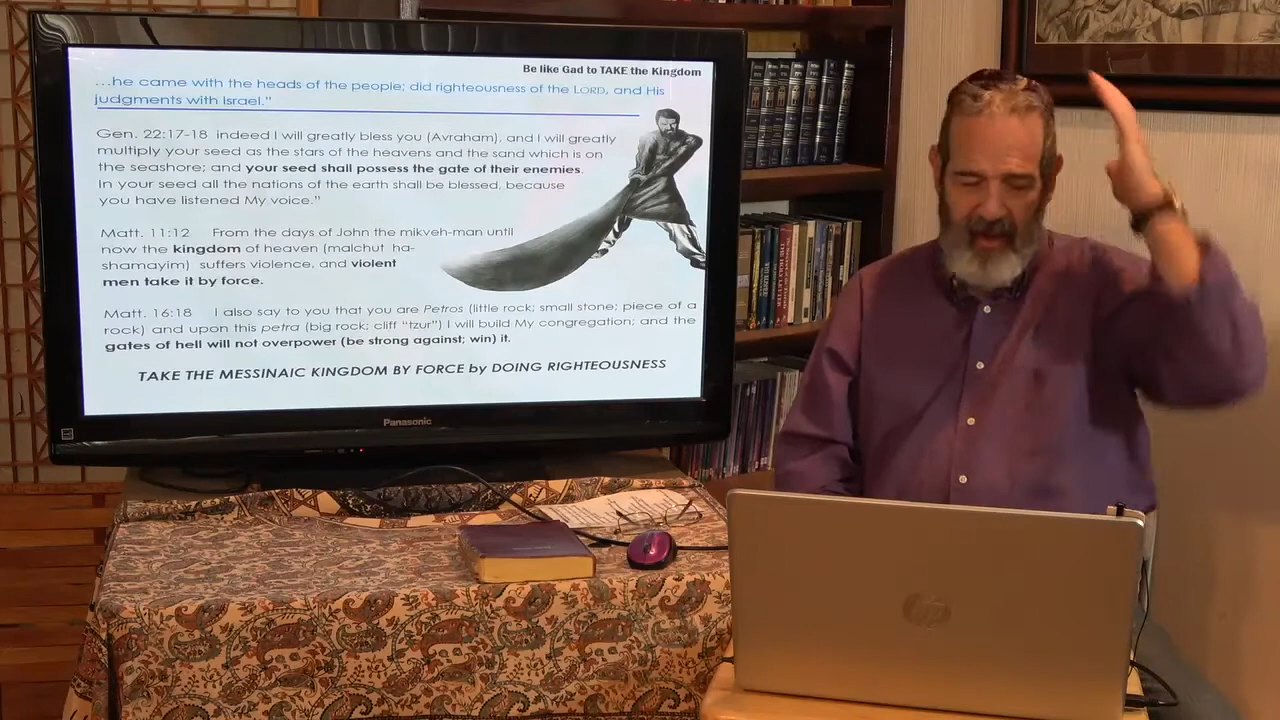 Be like Gad to TAKE the Kingdom
…he came with the heads of the people; did righteousness of the LORD, and His
judgments with Israel."
Gen. 22:17-18 indeed I will greatly bless you (Avraham), and I will greatly
multiply your seed as the stars of the heavens and the sand which is on
the seashore; and your seed shall possess the gate of their enemies.
In your seed all the nations of the earth shall be blessed, because
you have listened My voice."
Matt. 11:12 From the days of John the mikveh-man until
now the kingdom of heaven (malchut ha-
shamayim) suffers violence, and violent
men take it by force.
Matt. 16:18 I also say to you that you are Petros (little rock; small stone; piece of a
rock) and upon this petra (big rock; cliff "tzur") I will build My congregation; and the
gates of hell will not overpower (be strong against; win) it.
TAKE THE MESSINAIC KINGDOM BY FORCE by DOING RIGHTEOUSNESS
Panasonic
hp